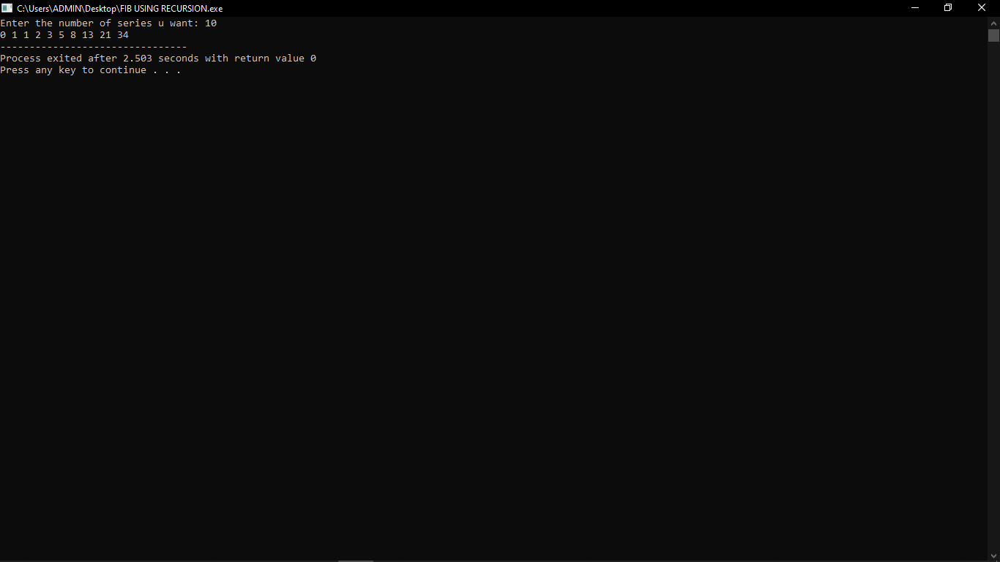 C:\Users\ADMIN\Desktop\FIB USING RECURSION.exe
Enter the number of series u want: 10
0 1 1 2 3 5 8 13 21 34
--------------------------------
Process exited after 2.503 seconds with return value 0
Press any key to continue . . .